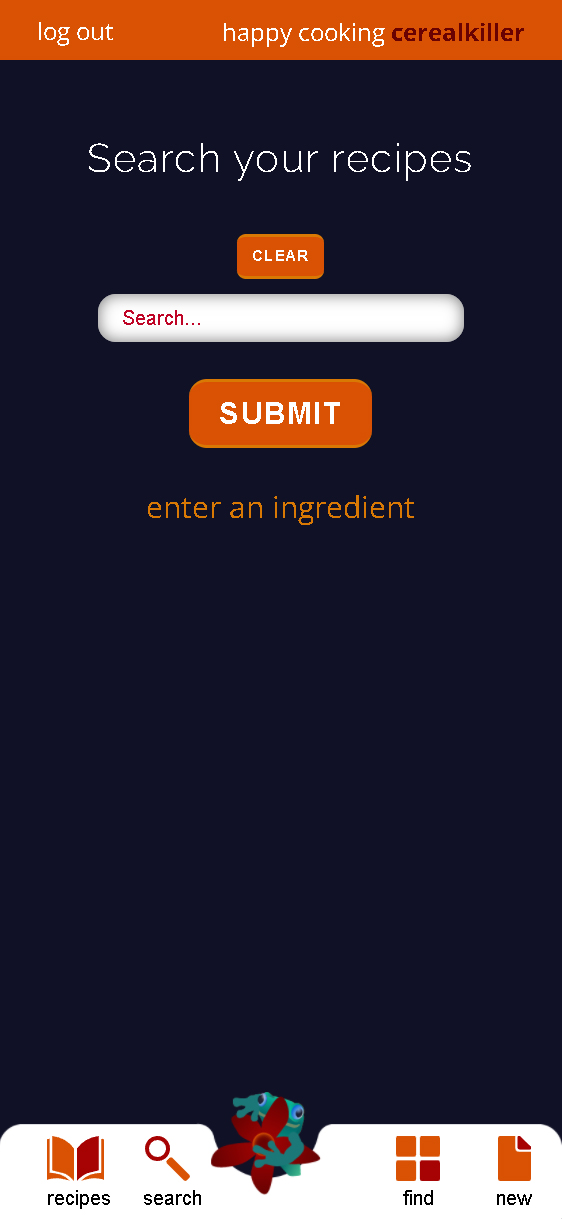 log out
happy cooking cerealkiller
Search your recipes
CLEAR
Search...
SUBMIT
enter an ingredient
recipes
search
find
new